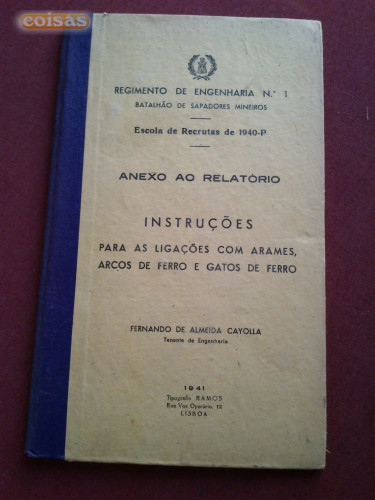 coisas
REGIMENTO DE ENGENHARIA N.º 1
BATALHÃO DE SAPADORES MINEIROS
Escola de Recrutas de 1940-P
ANEXO AO RELATÓRIO
INSTRUÇÕES
PARA AS LIGAÇÕES COM ARAMES,
ARCOS DE FERRO E GATOS DE FERRO
FERNANDO DE ALMEIDA CAYOLLA
Tenente de Engenharia
1941
Tipografia RAMOS
Rua Voz Operário, 12
LISBOA